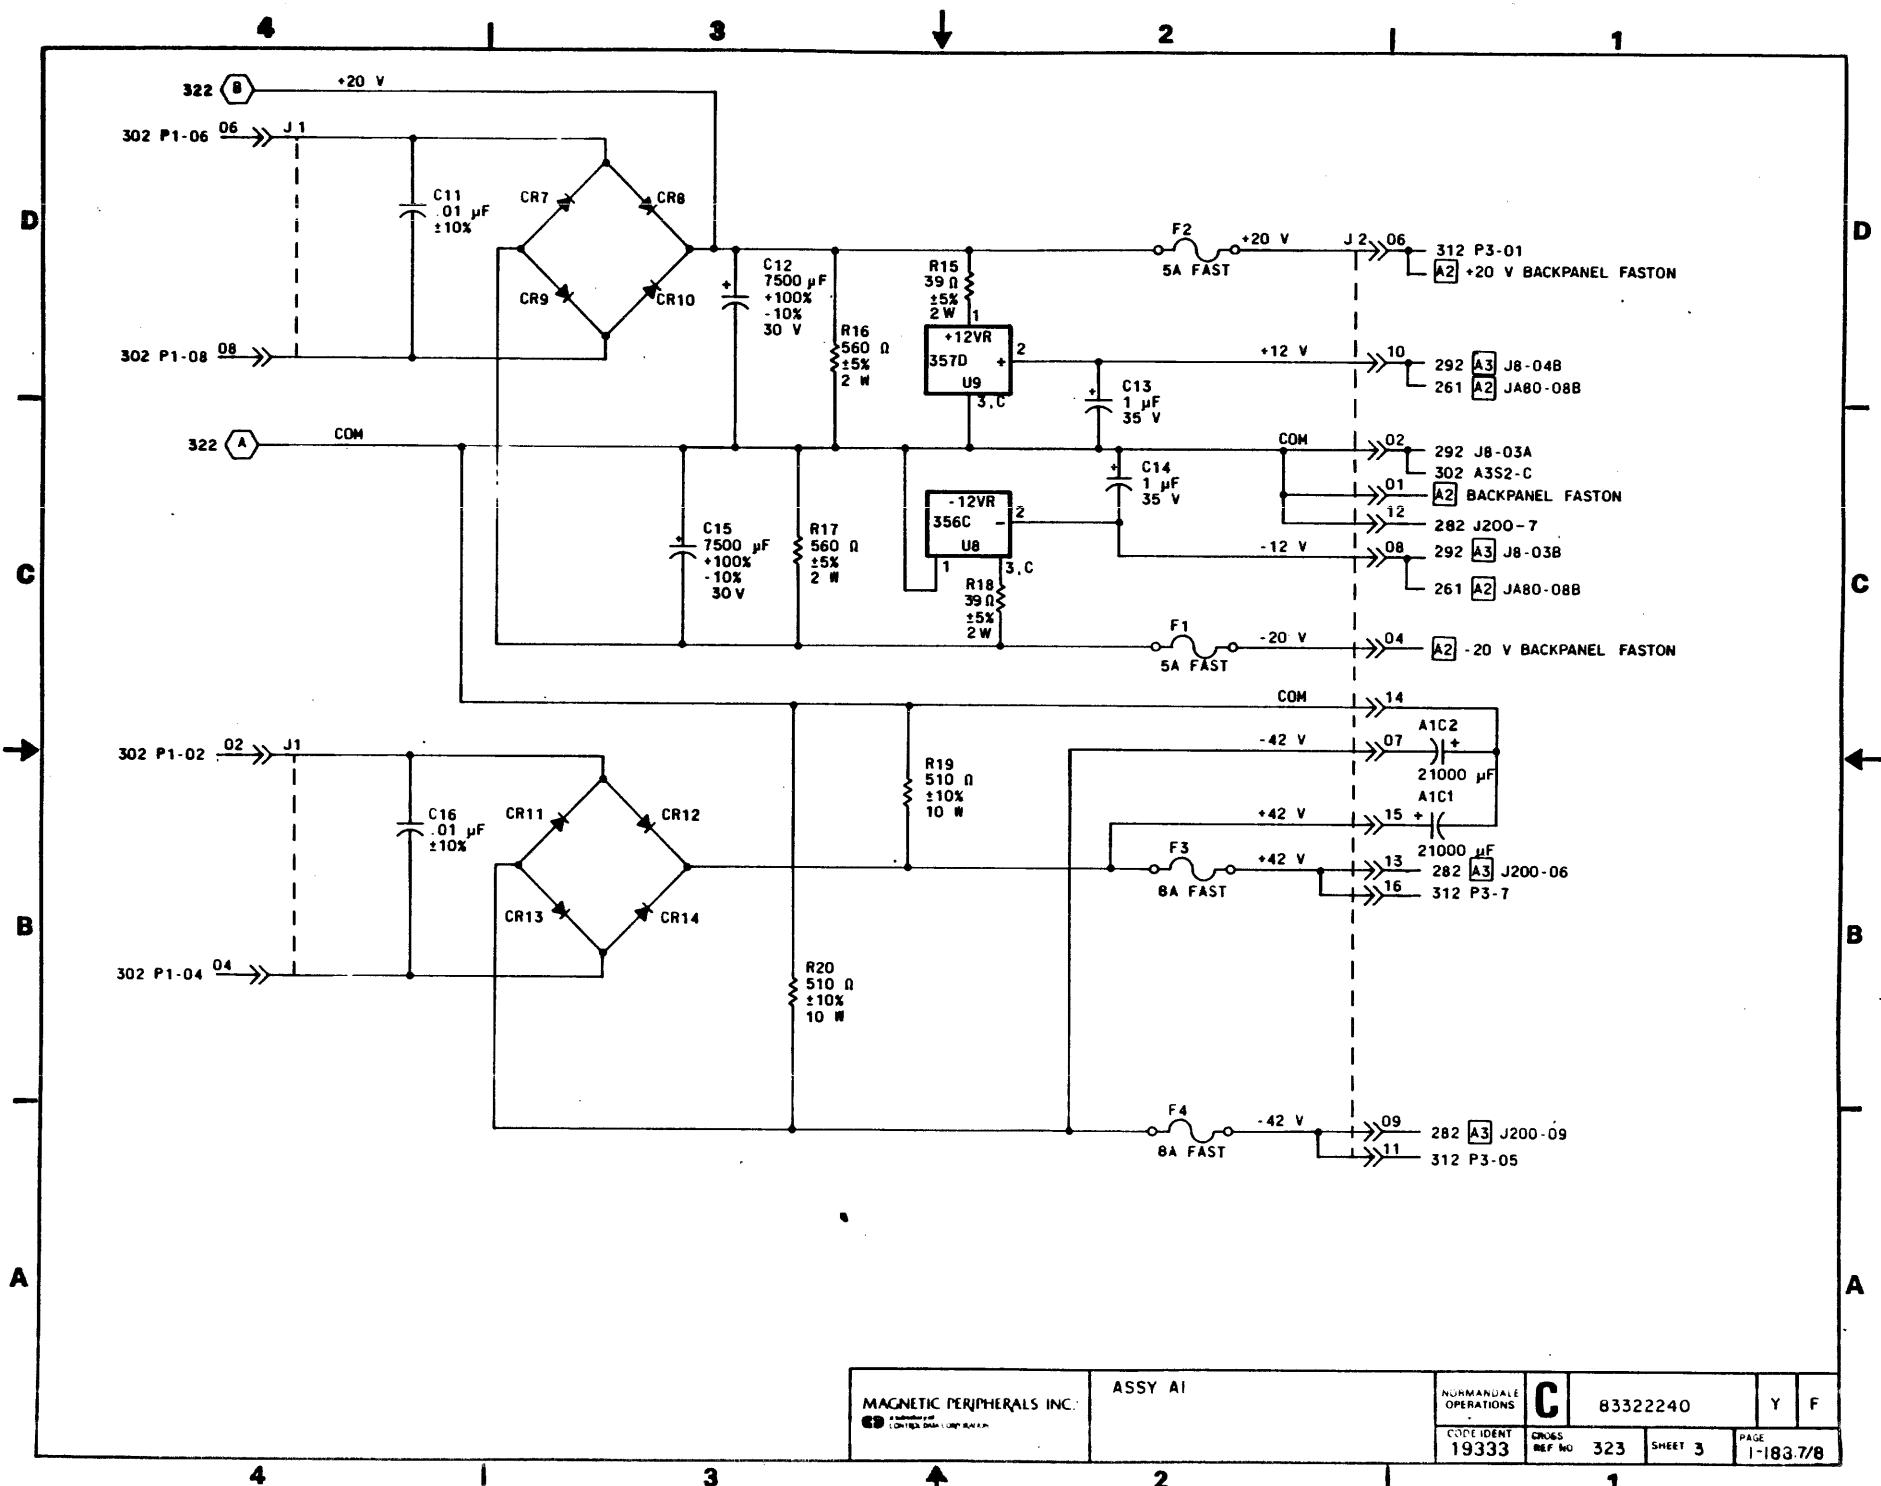 4 3 2 1
322 B +20 V
302 P1-06 06 J1
C11
.01 µF
±10%
CR7
CR8
CR9
CR10
302 P1-08 08
D
D
C12
7500 µF
+100%
-10%
30 V
R16
560 Ω
±5%
2 W
R15
39 Ω
±5%
2 W
1
+12VR
357D +
U9
2
3,C
C13
1 µF
35 V
F2
5A FAST
+20 V
J2
06
312 P3-01
A2 +20 V BACKPANEL FASTON
+12 V
10
292 A3 J8-04B
261 A2 JA80-08B
322 A COM
COM
02
292 J8-03A
302 A3S2-C
01
A2 BACKPANEL FASTON
12
282 J200-7
C14
1 µF
35 V
-12VR
356C -
U8
2
1
3,C
R18
39 Ω
±5%
2 W
C15
7500 µF
+100%
-10%
30 V
R17
560 Ω
±5%
2 W
-12 V
08
292 A3 J8-03B
261 A2 JA80-08B
C
C
F1
5A FAST
-20 V
04
A2 -20 V BACKPANEL FASTON
COM
14
A1C2
+
21000 µF
-42 V
07
A1C1
+
21000 µF
+42 V
15
302 P1-02 02 J1
C16
.01 µF
±10%
CR11
CR12
CR13
CR14
302 P1-04 04
R19
510 Ω
±10%
10 W
R20
510 Ω
±10%
10 W
F3
8A FAST
+42 V
13
282 A3 J200-06
16
312 P3-7
B
B
F4
8A FAST
-42 V
09
282 A3 J200-09
11
312 P3-05
A
A
MAGNETIC PERIPHERALS INC.
a subsidiary of
CONTROL DATA CORPORATION
ASSY A1
NORMANDALE
OPERATIONS
C
83322240
Y
F
CODE IDENT
19333
CROSS
REF NO 323
SHEET 3
PAGE
1-183.7/8
4 3 2 1